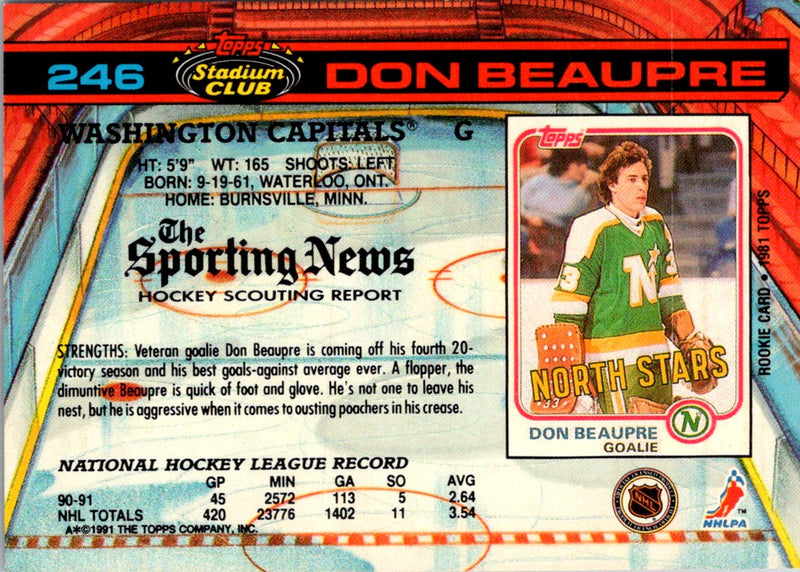 246
Topps
Stadium
CLUB
DON BEAUPRE
WASHINGTON CAPITALS® G
HT: 5'9" WT: 165 SHOOTS: LEFT
BORN: 9-19-61, WATERLOO, ONT.
HOME: BURNSVILLE, MINN.
The
Sporting News
HOCKEY SCOUTING REPORT
STRENGTHS: Veteran goalie Don Beaupre is coming off his fourth 20-
victory season and his best goals-against average ever. A flopper, the
dimuntive Beaupre is quick of foot and glove. He's not one to leave his
nest, but he is aggressive when it comes to ousting poachers in his crease.
NATIONAL HOCKEY LEAGUE RECORD
GP MIN GA SO AVG
90-91 45 2572 113 5 2.64
NHL TOTALS 420 23776 1402 11 3.54
A*©1991 THE TOPPS COMPANY, INC.
Topps
33
N
NORTH STARS
33
N
DON BEAUPRE
GOALIE
ROOKIE CARD • 1981 TOPPS
NHL
NHLPA
TM